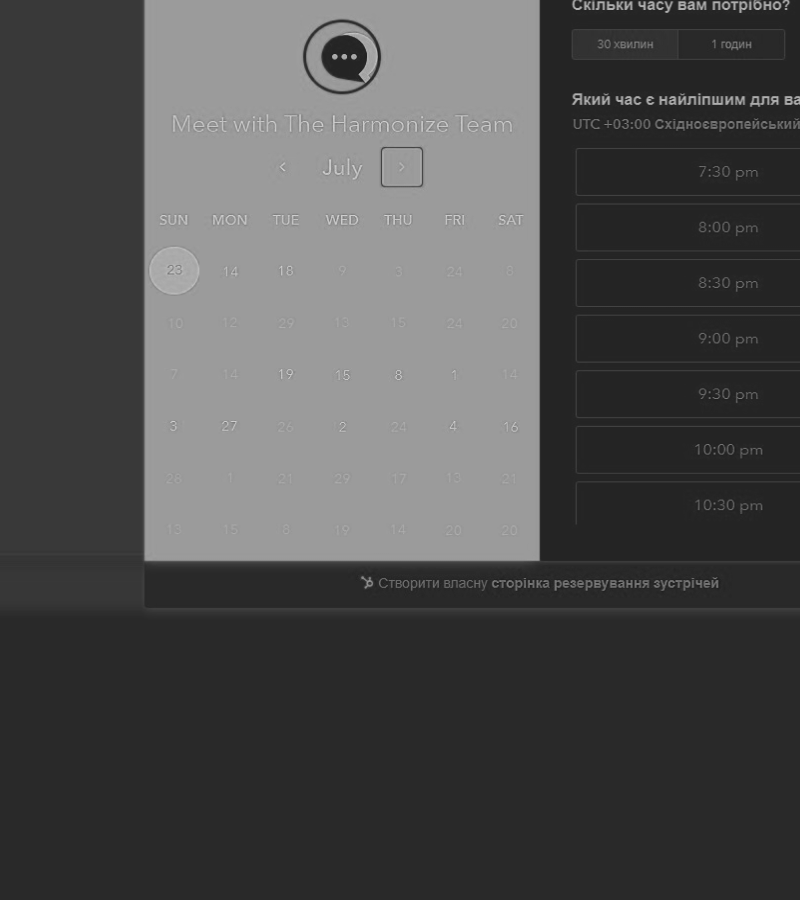 Meet with The Harmonize Team
July
SUN MON TUE WED THU FRI SAT
23 14 18 9 3 24 8
10 12 29 13 15 24 20
7 14 19 15 8 1 14
3 27 26 2 24 4 16
28 1 21 29 17 13 21
13 15 8 19 14 20 20
Скільки часу вам потрібно?
30 хвилин 1 годин
Який час є найліпшим для
UTC +03:00 Східноєвропейський
7:30 pm
8:00 pm
8:30 pm
9:00 pm
9:30 pm
10:00 pm
10:30 pm
Створити власну сторінка резервування зустрічей